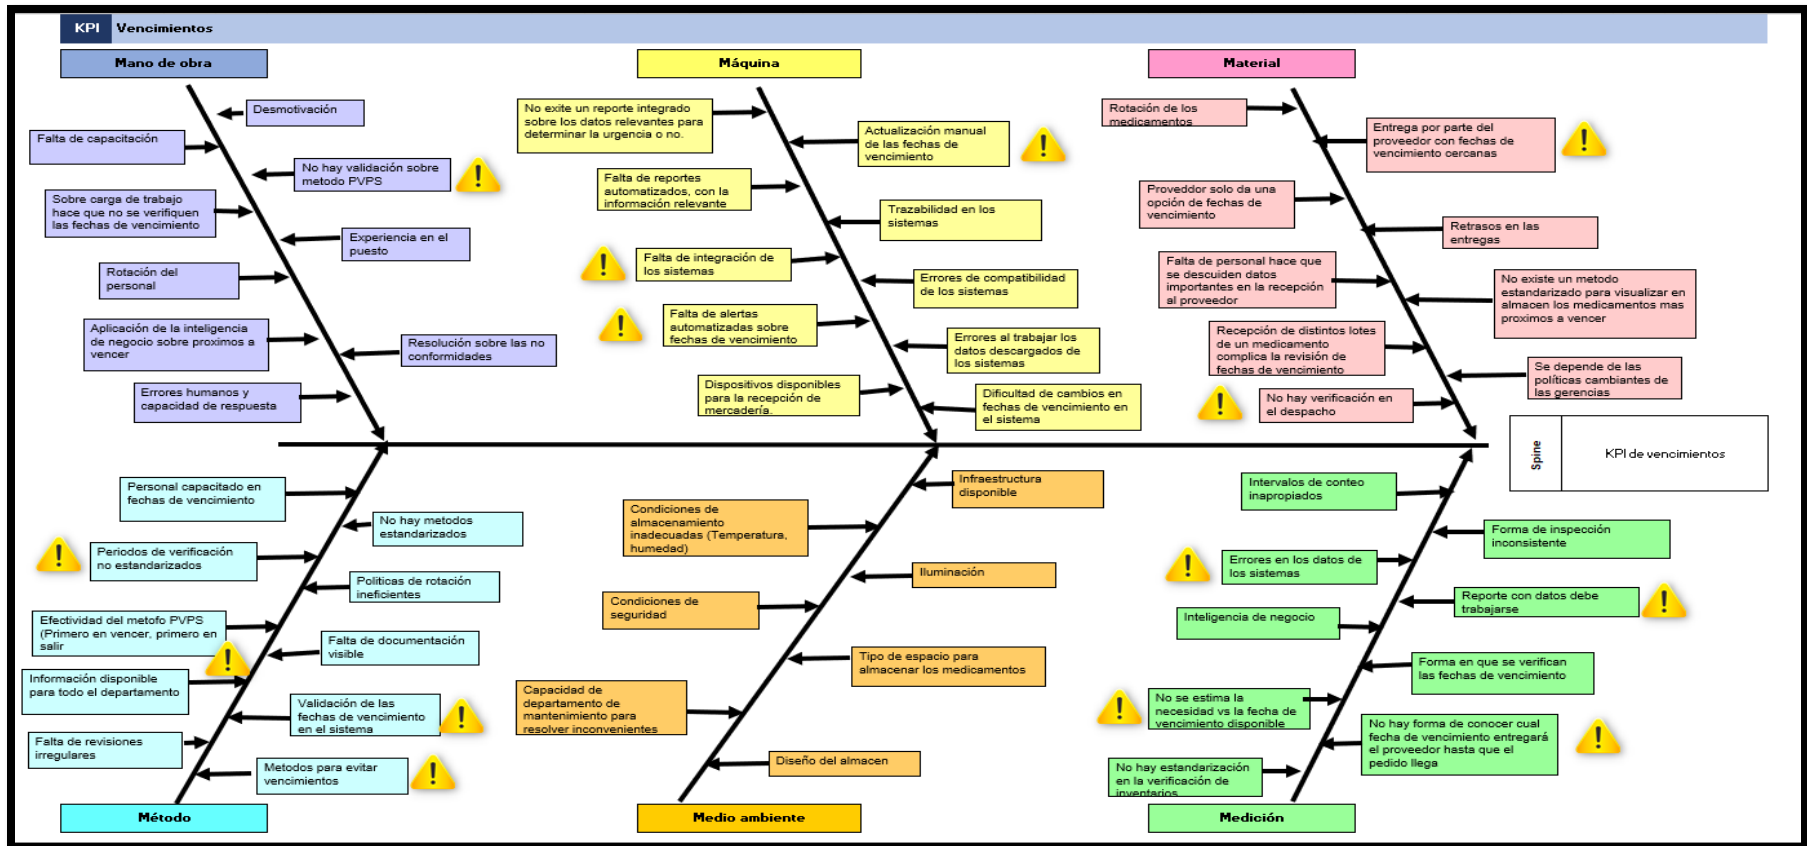 KPI Vencimientos
Mano de obra
Desmotivación
Falta de capacitación
No hay validación sobre
metodo PVPS
Sobre carga de trabajo
hace que no se verifiquen
las fechas de vencimiento
Experiencia en el
puesto
Rotación del
personal
Aplicación de la inteligencia
de negocio sobre proximos a
vencer
Resolución sobre las no
conformidades
Errores humanos y
capacidad de respuesta
Máquina
No exite un reporte integrado
sobre los datos relevantes para
determinar la urgencia o no.
Actualización manual
de las fechas de
vencimiento
Falta de reportes
automatizados, con la
información relevante
Trazabilidad en los
sistemas
Falta de integración de
los sistemas
Errores de compatibilidad
de los sistemas
Falta de alertas
automatizadas sobre
fechas de vencimiento
Errores al trabajar los
datos descargados de
los sistemas
Dispositivos disponibles
para la recepción de
mercadería.
Dificultad de cambios en
fechas de vencimiento en
el sistema
Material
Rotación de los
medicamentos
Entrega por parte del
proveedor con fechas de
vencimiento cercanas
Proveddor solo da una
opción de fechas de
vencimiento
Retrasos en las
entregas
Falta de personal hace que
se descuiden datos
importantes en la recepción
al proveedor
No existe un metodo
estandarizado para visualizar en
almacen los medicamentos mas
proximos a vencer
Recepción de distintos lotes
de un medicamento
complica la revisión de
fechas de vencimiento
Se depende de las
políticas cambiantes de
las gerencias
No hay verificación en
el despacho
Spine
KPI de vencimientos
Personal capacitado en
fechas de vencimiento
No hay metodos
estandarizados
Periodos de verificación
no estandarizados
Politicas de rotación
ineficientes
Efectividad del metofo PVPS
(Primero en vencer, primero en
salir
Falta de documentación
visible
Información disponible
para todo el departamento
Validación de las
fechas de vencimiento
en el sistema
Falta de revisiones
irregulares
Metodos para evitar
vencimientos
Método
Infraestructura
disponible
Condiciones de
almacenamiento
inadecuadas (Temperatura,
humedad)
Iluminación
Condiciones de
seguridad
Tipo de espacio para
almacenar los medicamentos
Capacidad de
departamento de
mantenimiento para
resolver inconvenientes
Diseño del almacen
Medio ambiente
Intervalos de conteo
inapropiados
Forma de inspección
inconsistente
Errores en los datos de
los sistemas
Reporte con datos debe
trabajarse
Inteligencia de negocio
Forma en que se verifican
las fechas de vencimiento
No se estima la
necesidad vs la fecha de
vencimiento disponible
No hay forma de conocer cual
fecha de vencimiento entregará
el proveedor hasta que el
pedido llega
No hay estandarización
en la verificación de
inventarios
Medición